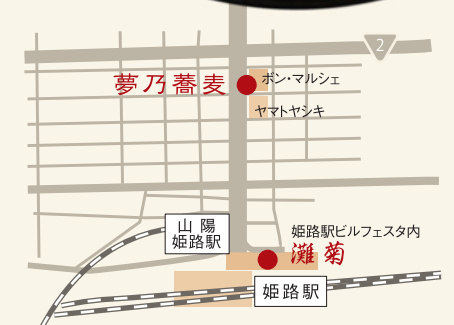 2
夢乃蕎麦
ボン・マルシェ
ヤマトヤシキ
山陽
姫路駅
姫路駅ビルフェスタ内
灘菊
姫路駅